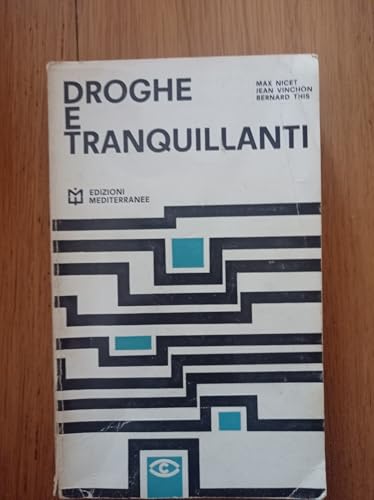 DROGHE
E
TRANQUILLANTI
MAX NICET
JEAN VINCHON
BERNARD THIS
EDIZIONI
MEDITERRANEE
C